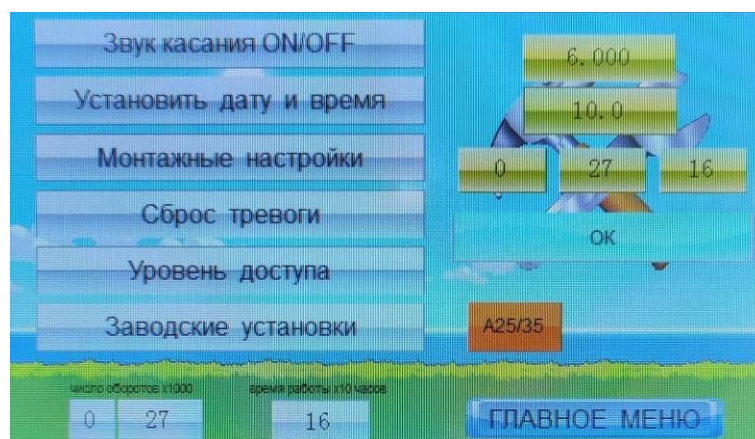 Звук касания ON/OFF
Установить дату и время
Монтажные настройки
Сброс тревоги
Уровень доступа
Заводские установки
6.000
10.0
0 27 16
OK
A25/35
число оборотов x1000
время работы x10 часов
0 27
16
ГЛАВНОЕ МЕНЮ